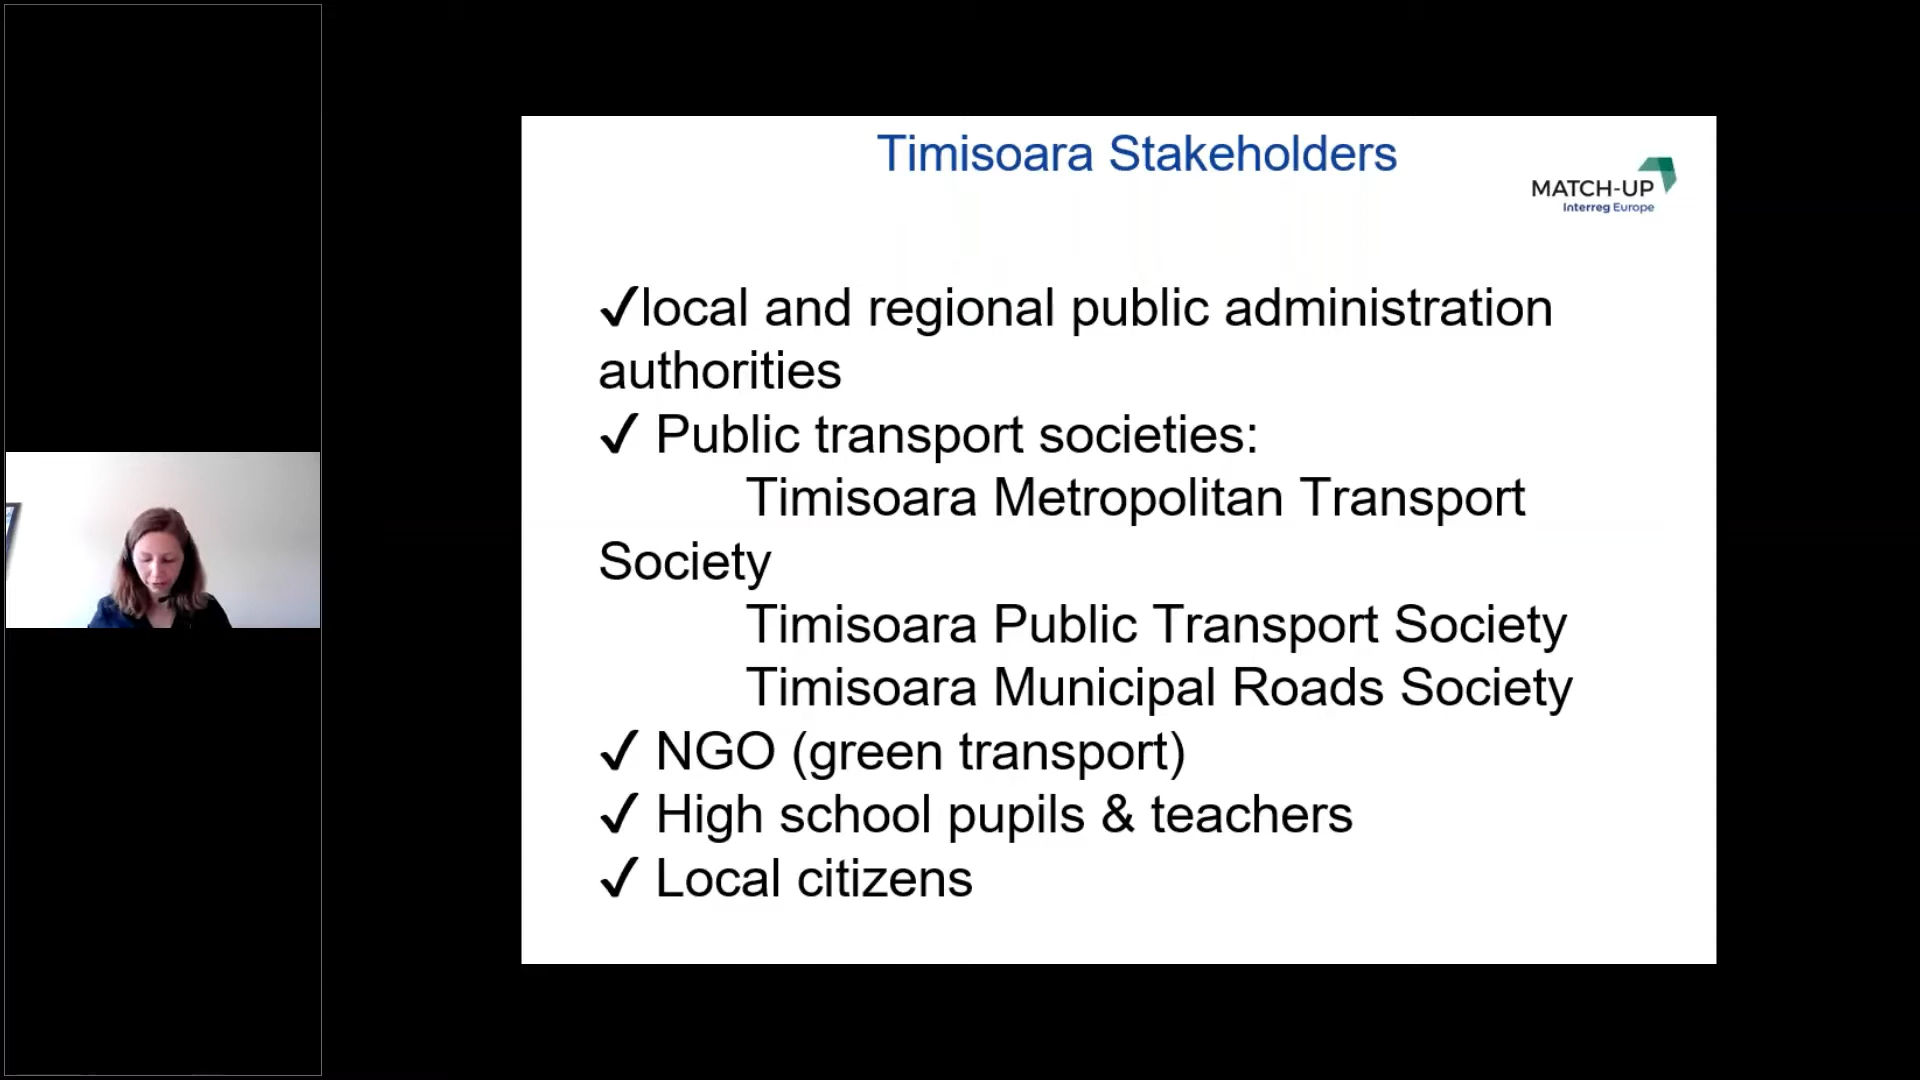 Timisoara Stakeholders
MATCH-UP
Interreg Europe
✓local and regional public administration
authorities
✓ Public transport societies:
Timisoara Metropolitan Transport
Society
Timisoara Public Transport Society
Timisoara Municipal Roads Society
✓ NGO (green transport)
✓ High school pupils & teachers
✓ Local citizens